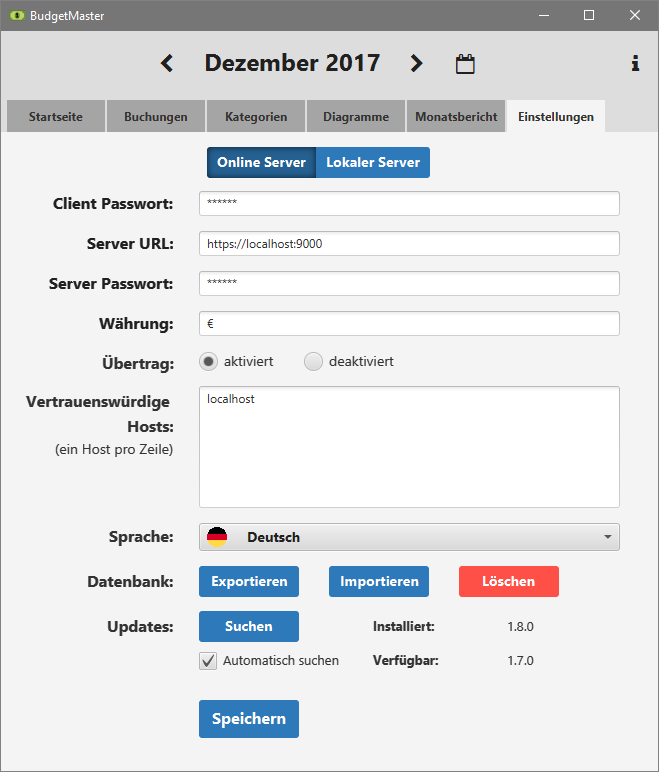 BudgetMaster
Dezember 2017
Startseite Buchungen Kategorien Diagramme Monatsbericht Einstellungen
Online Server Lokaler Server
Client Passwort: ******
Server URL: https://localhost:9000
Server Passwort: ******
Währung: €
Übertrag: aktiviert deaktiviert
Vertrauenswürdige localhost
Hosts:
(ein Host pro Zeile)
Sprache: Deutsch
Datenbank: Exportieren Importieren Löschen
Updates: Suchen Installiert: 1.8.0
Automatisch suchen Verfügbar: 1.7.0
Speichern